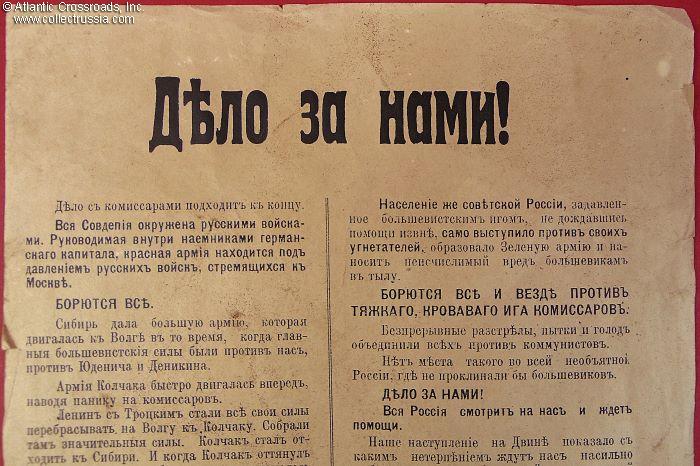 © Atlantic Crossroads, Inc.
© www.collectrussia.com
Дѣло за нами!
Дѣло съ комиссарами подходитъ къ концу.
Вся Совдепія окружена русскими войска-
ми. Руководимая внутри наемниками герман-
скаго капитала, красная армія находится подъ
давленіемъ русскихъ войскъ, стремящихся къ
Москвѣ.
БОРЮТСЯ ВСѢ.
Сибирь дала большую армію, которая
двигалась къ Волгѣ въ то время, когда глав-
ныя большевистскія силы были противъ насъ,
противъ Юденича и Деникина.
Армія Колчака быстро двигалась впередъ,
наводя панику на комиссаровъ.
Ленинъ съ Троцкимъ стали всѣ свои силы
перебрасывать на Волгу къ Колчаку. Собрали
тамъ значительныя силы. Колчакъ сталъ от-
ходить къ Сибири. И когда Колчакъ оттянулъ
Населеніе же совѣтской Россіи, задавлен-
ное большевистскимъ игомъ, не дождавшись
помощи извнѣ, само выступило противъ своихъ
угнетателей, образовало Зеленую армію и на-
носитъ неисчислимый вредъ большевикамъ
въ тылу.
БОРЮТСЯ ВСѢ И ВЕЗДѢ ПРОТИВЪ
ТЯЖКАГО, КРОВАВАГО ИГА КОМИССАРОВЪ.
Безпрерывные разстрѣлы, пытки и голодъ
объединили всѣхъ противъ коммунистовъ.
Нѣтъ мѣста такого во всей необъятной
Россіи, гдѣ не проклинали бы большевиковъ.
ДѢЛО ЗА НАМИ!
Вся Россія смотритъ на насъ и ждетъ
помощи.
Наше наступленіе на Двинѣ показало съ
какимъ нетерпѣніемъ ждутъ насъ насильно